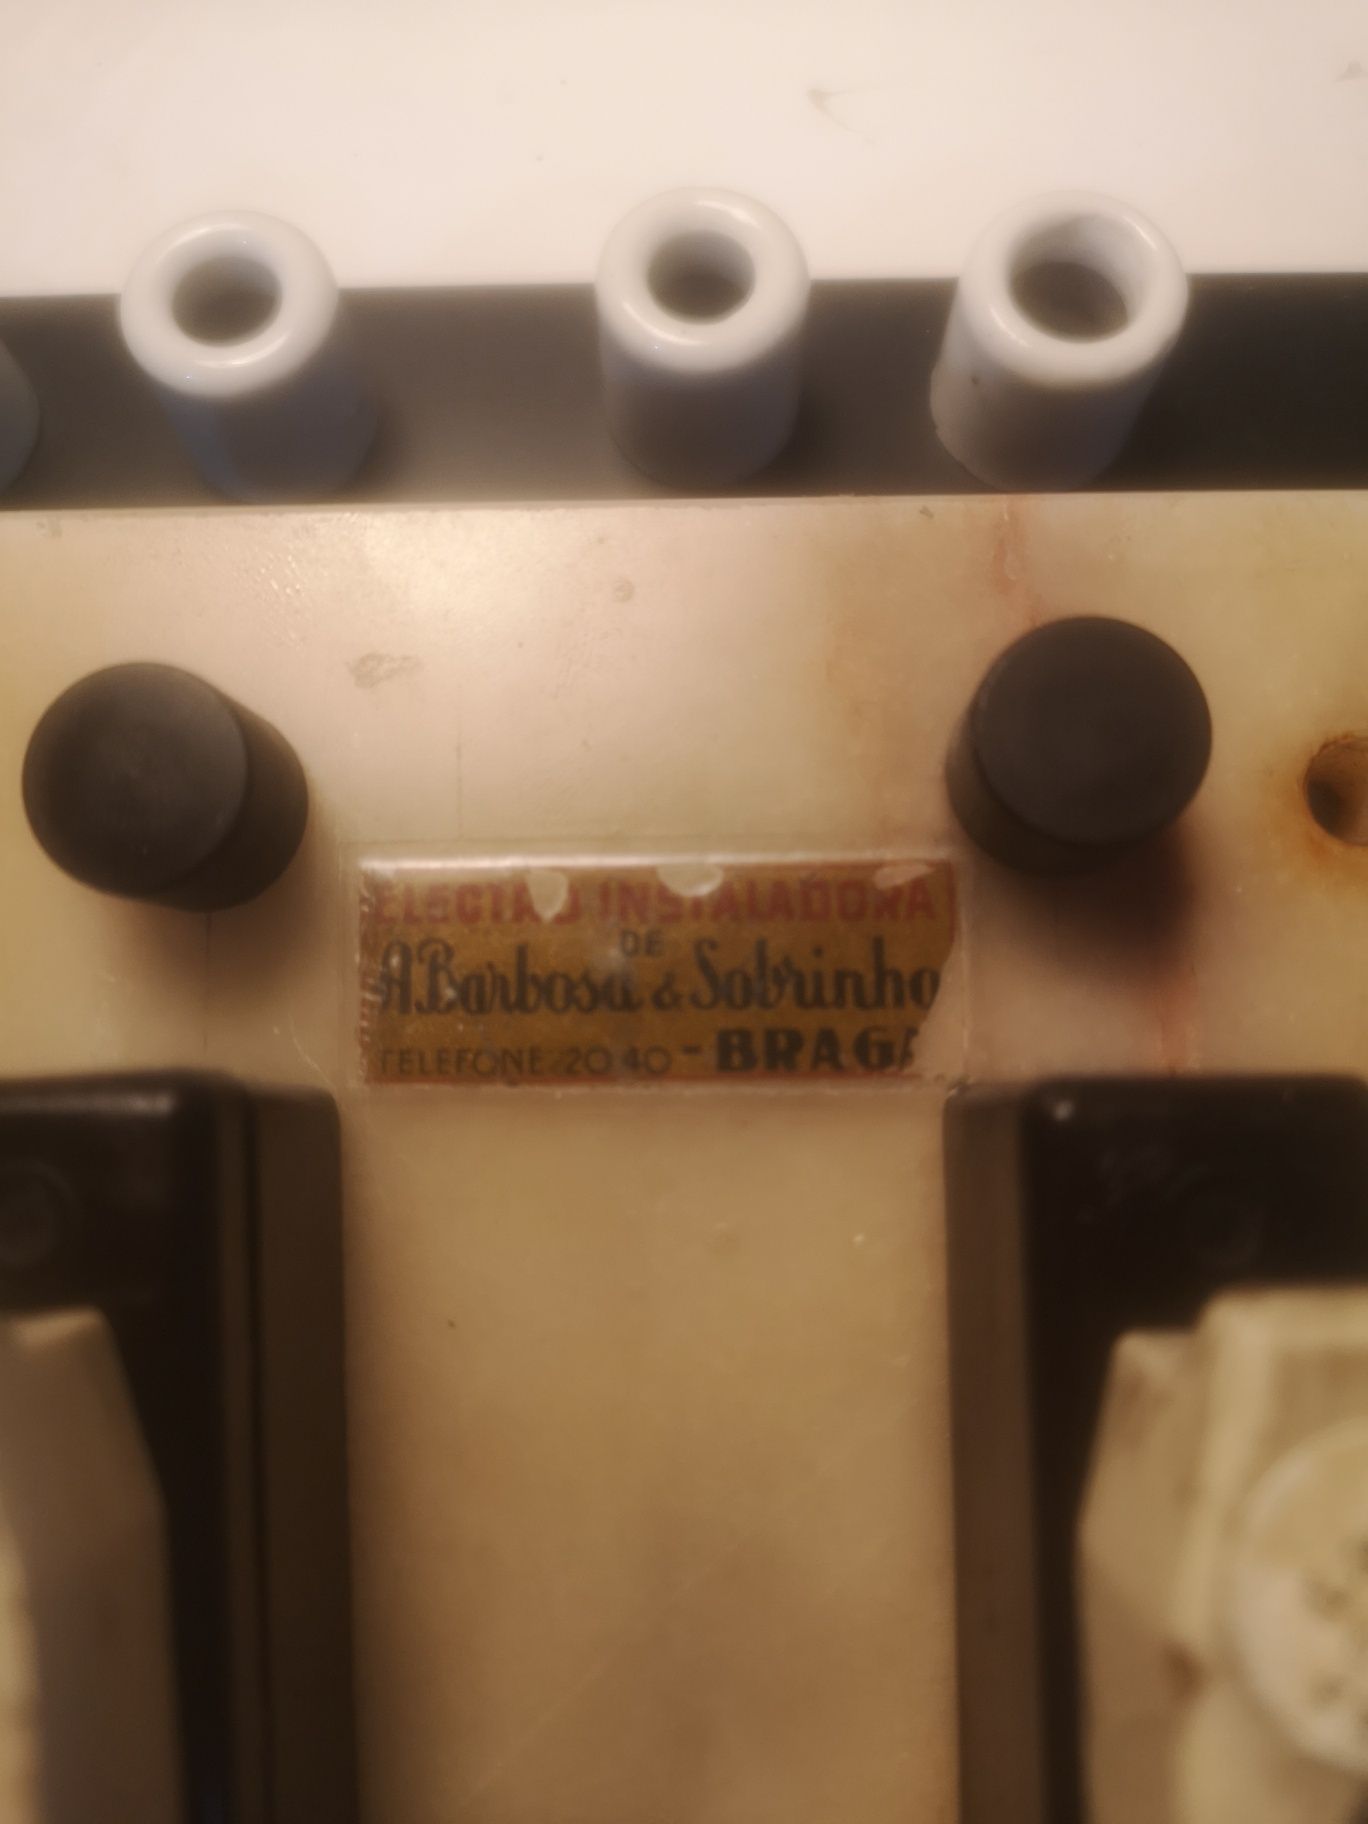 ELECTRO INSTALADORA
DE
A. Barbosa & Sobrinho
TELEFONE 2040 - BRAGA